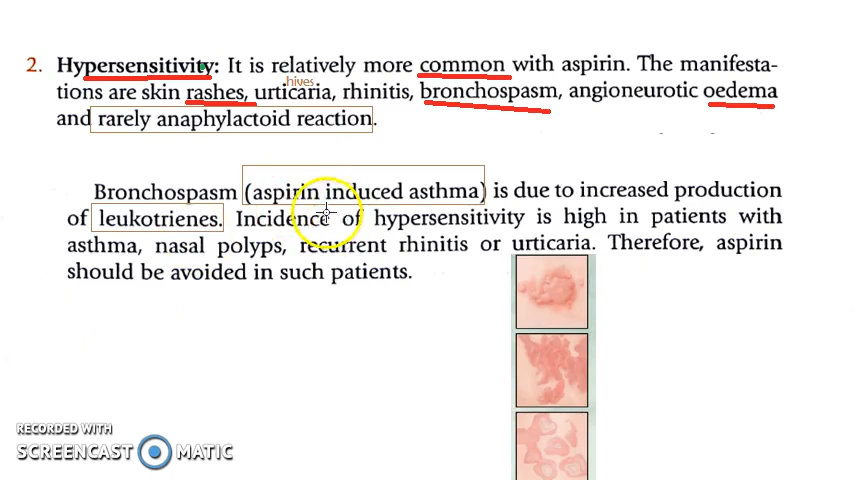 2. Hypersensitivity: It is relatively more common with aspirin. The manifesta-
hives
tions are skin rashes, urticaria, rhinitis, bronchospasm, angioneurotic oedema
and rarely anaphylactoid reaction.
Bronchospasm (aspirin induced asthma) is due to increased production
of leukotrienes. Incidence of hypersensitivity is high in patients with
asthma, nasal polyps, recurrent rhinitis or urticaria. Therefore, aspirin
should be avoided in such patients.
RECORDED WITH
SCREENCAST MATIC